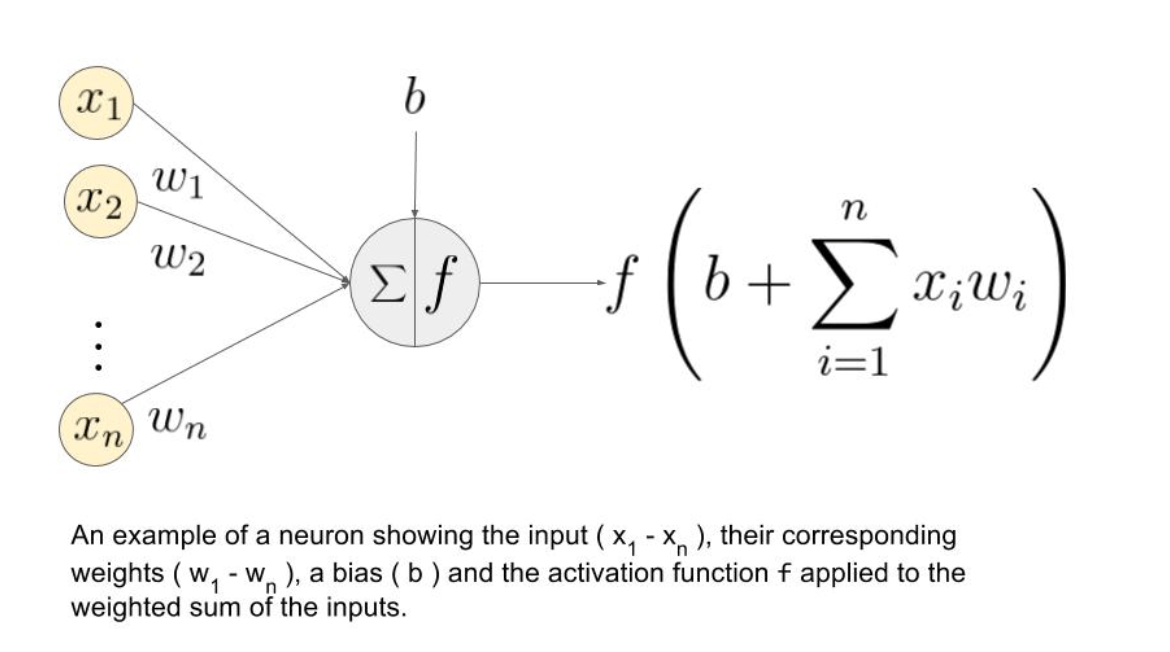 x₁
b
w₁
x₂
w₂
Σ f
f ( b + Σ xᵢwᵢ )
n
i=1
⋮
xₙ wₙ
An example of a neuron showing the input ( x₁ - xₙ ), their corresponding
weights ( w₁ - wₙ ), a bias ( b ) and the activation function f applied to the
weighted sum of the inputs.